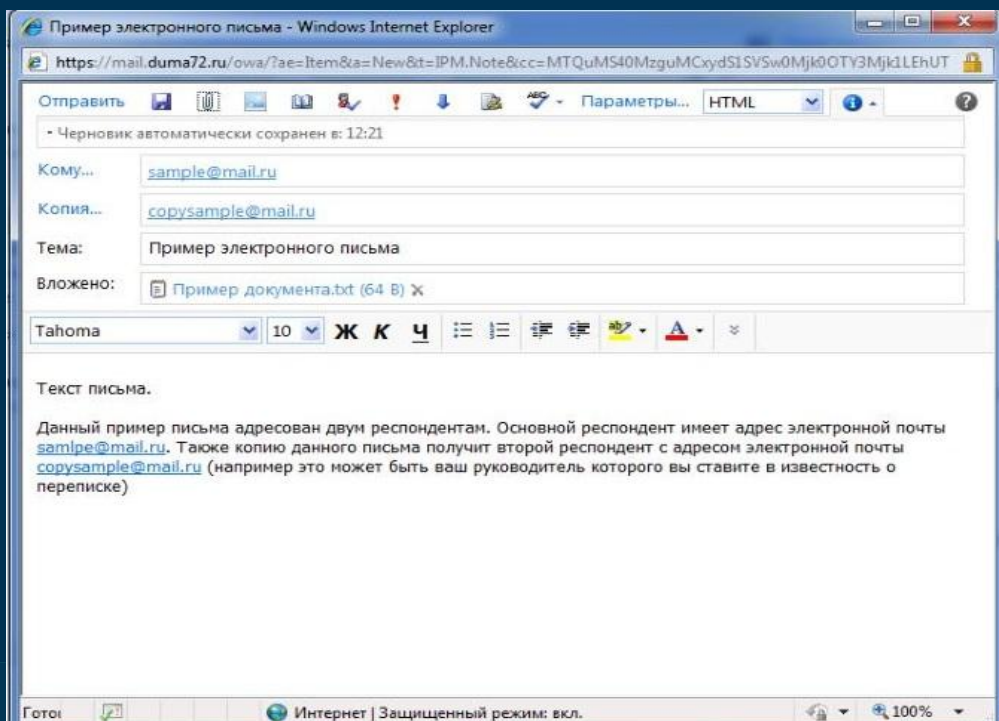 Пример электронного письма - Windows Internet Explorer
https://mail.duma72.ru/owa/?ae=Item&a=New&t=IPM.Note&cc=
Отправить Параметры... HTML
• Черновик автоматически сохранен в: 12:21
Кому... sample@mail.ru
Копия... copysample@mail.ru
Тема: Пример электронного письма
Вложено: Пример документа.txt (64 B)
Tahoma 10 Ж К Ч
Текст письма.
Данный пример письма адресован двум респондентам. Основной респондент имеет адрес электронной почты
samlpe@mail.ru. Также копию данного письма получит второй респондент с адресом электронной почты
copysample@mail.ru (например это может быть ваш руководитель которого вы ставите в известность о
переписке)
Интернет | Защищенный режим: вкл. 100%